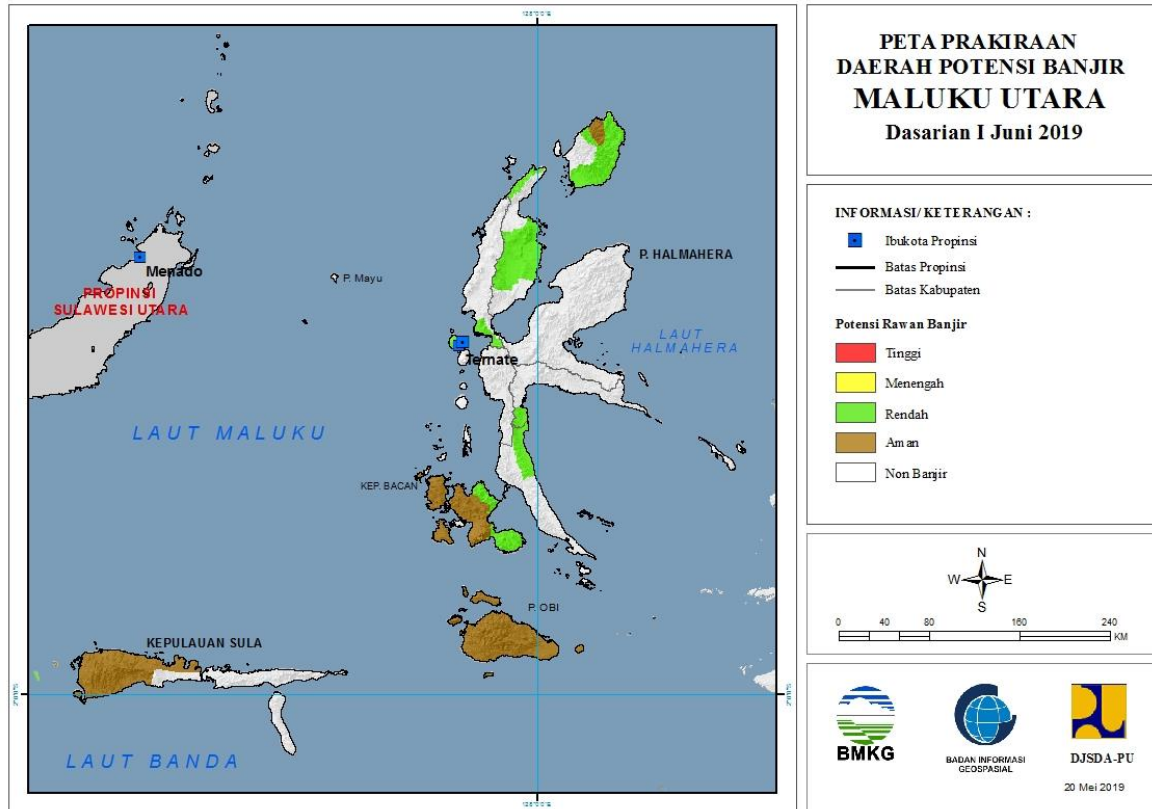 PETA PRAKIRAAN
DAERAH POTENSI BANJIR
MALUKU UTARA
Dasarian I Juni 2019
INFORMASI/ KETERANGAN :
Ibukota Propinsi
Batas Propinsi
Batas Kabupaten
Potensi Rawan Banjir
Tinggi
Menengah
Rendah
Aman
Non Banjir
N
W E
S
0 40 80 160 240
KM
BMKG
BADAN INFORMASI
GEOSPASIAL
DJSDA-PU
20 Mei 2019
Menado
PROPINSI
SULAWESI UTARA
P. Mayu
P. HALMAHERA
LAUT
HALMAHERA
Ternate
LAUT MALUKU
KEP. BACAN
P. OBI
KEPULAUAN SULA
LAUT BANDA